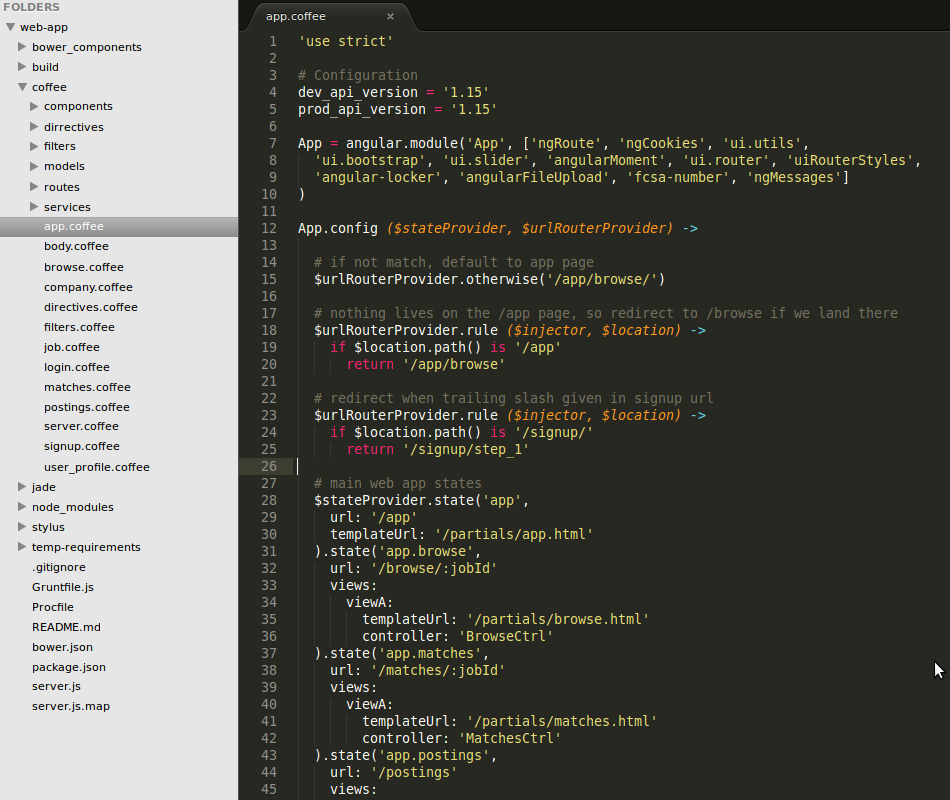 FOLDERS
web-app
bower_components
build
coffee
components
dirrectives
filters
models
routes
services
app.coffee
body.coffee
browse.coffee
company.coffee
directives.coffee
filters.coffee
job.coffee
login.coffee
matches.coffee
postings.coffee
server.coffee
signup.coffee
user_profile.coffee
jade
node_modules
stylus
temp-requirements
.gitignore
Gruntfile.js
Procfile
README.md
bower.json
package.json
server.js
server.js.map
app.coffee ×
1 'use strict'
2
3 # Configuration
4 dev_api_version = '1.15'
5 prod_api_version = '1.15'
6
7 App = angular.module('App', ['ngRoute', 'ngCookies', 'ui.utils',
8 'ui.bootstrap', 'ui.slider', 'angularMoment', 'ui.router', 'uiRouterStyles',
9 'angular-locker', 'angularFileUpload', 'fcsa-number', 'ngMessages']
10 )
11
12 App.config ($stateProvider, $urlRouterProvider) ->
13
14 # if not match, default to app page
15 $urlRouterProvider.otherwise('/app/browse/')
16
17 # nothing lives on the /app page, so redirect to /browse if we land there
18 $urlRouterProvider.rule ($injector, $location) ->
19 if $location.path() is '/app'
20 return '/app/browse'
21
22 # redirect when trailing slash given in signup url
23 $urlRouterProvider.rule ($injector, $location) ->
24 if $location.path() is '/signup/'
25 return '/signup/step_1'
26
27 # main web app states
28 $stateProvider.state('app',
29 url: '/app'
30 templateUrl: '/partials/app.html'
31 ).state('app.browse',
32 url: '/browse/:jobId'
33 views:
34 viewA:
35 templateUrl: '/partials/browse.html'
36 controller: 'BrowseCtrl'
37 ).state('app.matches',
38 url: '/matches/:jobId'
39 views:
40 viewA:
41 templateUrl: '/partials/matches.html'
42 controller: 'MatchesCtrl'
43 ).state('app.postings',
44 url: '/postings'
45 views: